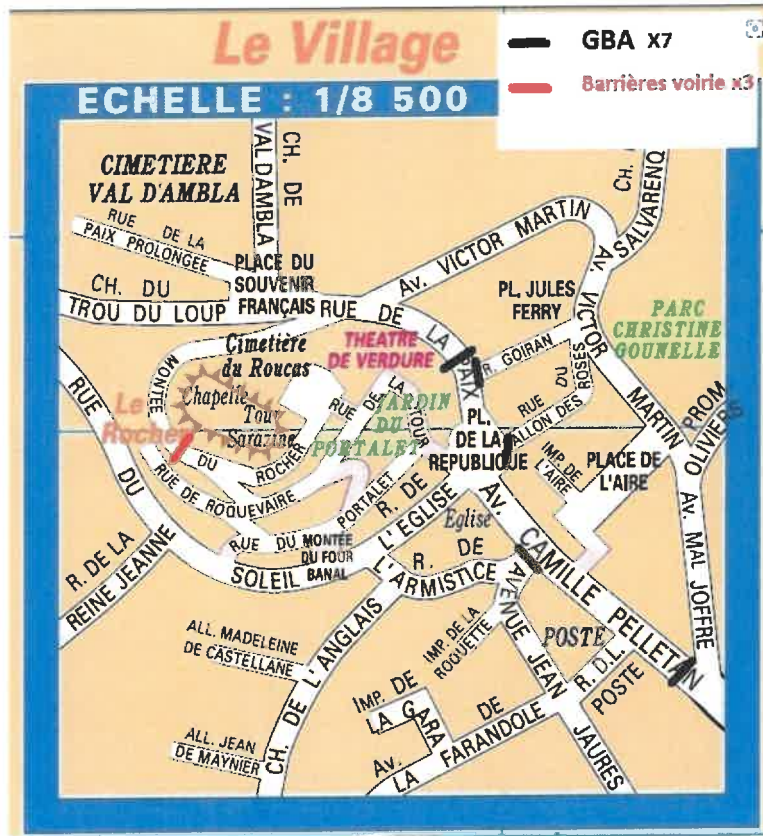 Le Village
GBA X7
Barrières voirie x3
ECHELLE : 1/8 500
CIMETIERE
VAL D'AMBLA
CH. DE
VAL D'AMBLA
RUE DE LA
PAIX PROLONGÉE
CH. DU
TROU DU LOUP
PLACE DU
SOUVENIR
FRANÇAIS
RUE DE LA PAIX
AV. VICTOR MARTIN
CH.
SALVARENQ
AV. VICTOR MARTIN
PL. JULES
FERRY
PARC
CHRISTINE
GOUNELLE
THEATRE
DE VERDURE
R. GOIRAN
Cimetière
du Roucas
MONTÉE
DU ROCHER
Chapelle
Tour
Sarazine
Le
Rocher
RUE DE LA TOUR
JARDIN
DU
PORTALET
RUE DU
VALLON DES ROSES
PL.
DE LA
REPUBLIQUE
IMP. DE
L'AIRE
PLACE DE
L'AIRE
PROM.
OLIVIERS
RUE DU SOLEIL
RUE DE ROQUEVAIRE
RUE DU PORTALET
MONTÉE
DU FOUR
BANAL
R. DE L'EGLISE
Eglise
R. DE
L'ARMISTICE
AV. CAMILLE PELLETAN
AV. MAL JOFFRE
R. DE LA
REINE JEANNE
ALL. MADELEINE
DE CASTELLANE
CH. DE L'ANGLAIS
IMP. DE LA
ROQUETTE
AVENUE JEAN JAURES
POSTE
R. D.L.
POSTE
IMP. DE
LA GARA
AV. DE
LA FARANDOLE
ALL. JEAN
DE MAYNIER